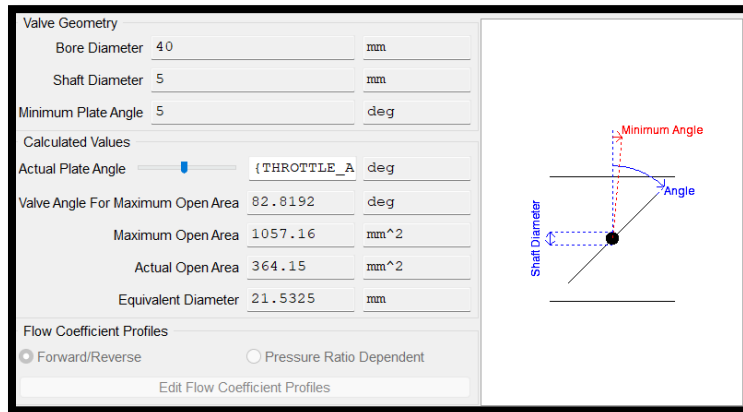 Valve Geometry
Bore Diameter 40 mm
Shaft Diameter 5 mm
Minimum Plate Angle 5 deg
Calculated Values
Actual Plate Angle {THROTTLE_A deg
Valve Angle For Maximum Open Area 82.8192 deg
Maximum Open Area 1057.16 mm^2
Actual Open Area 364.15 mm^2
Equivalent Diameter 21.5325 mm
Flow Coefficient Profiles
Forward/Reverse Pressure Ratio Dependent
Edit Flow Coefficient Profiles
Minimum Angle
Angle
Shaft Diameter